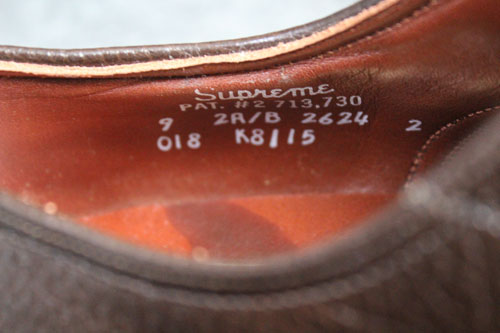 Supreme
PAT. #2,713,730
9 2A/B 2624 2
018 K8115